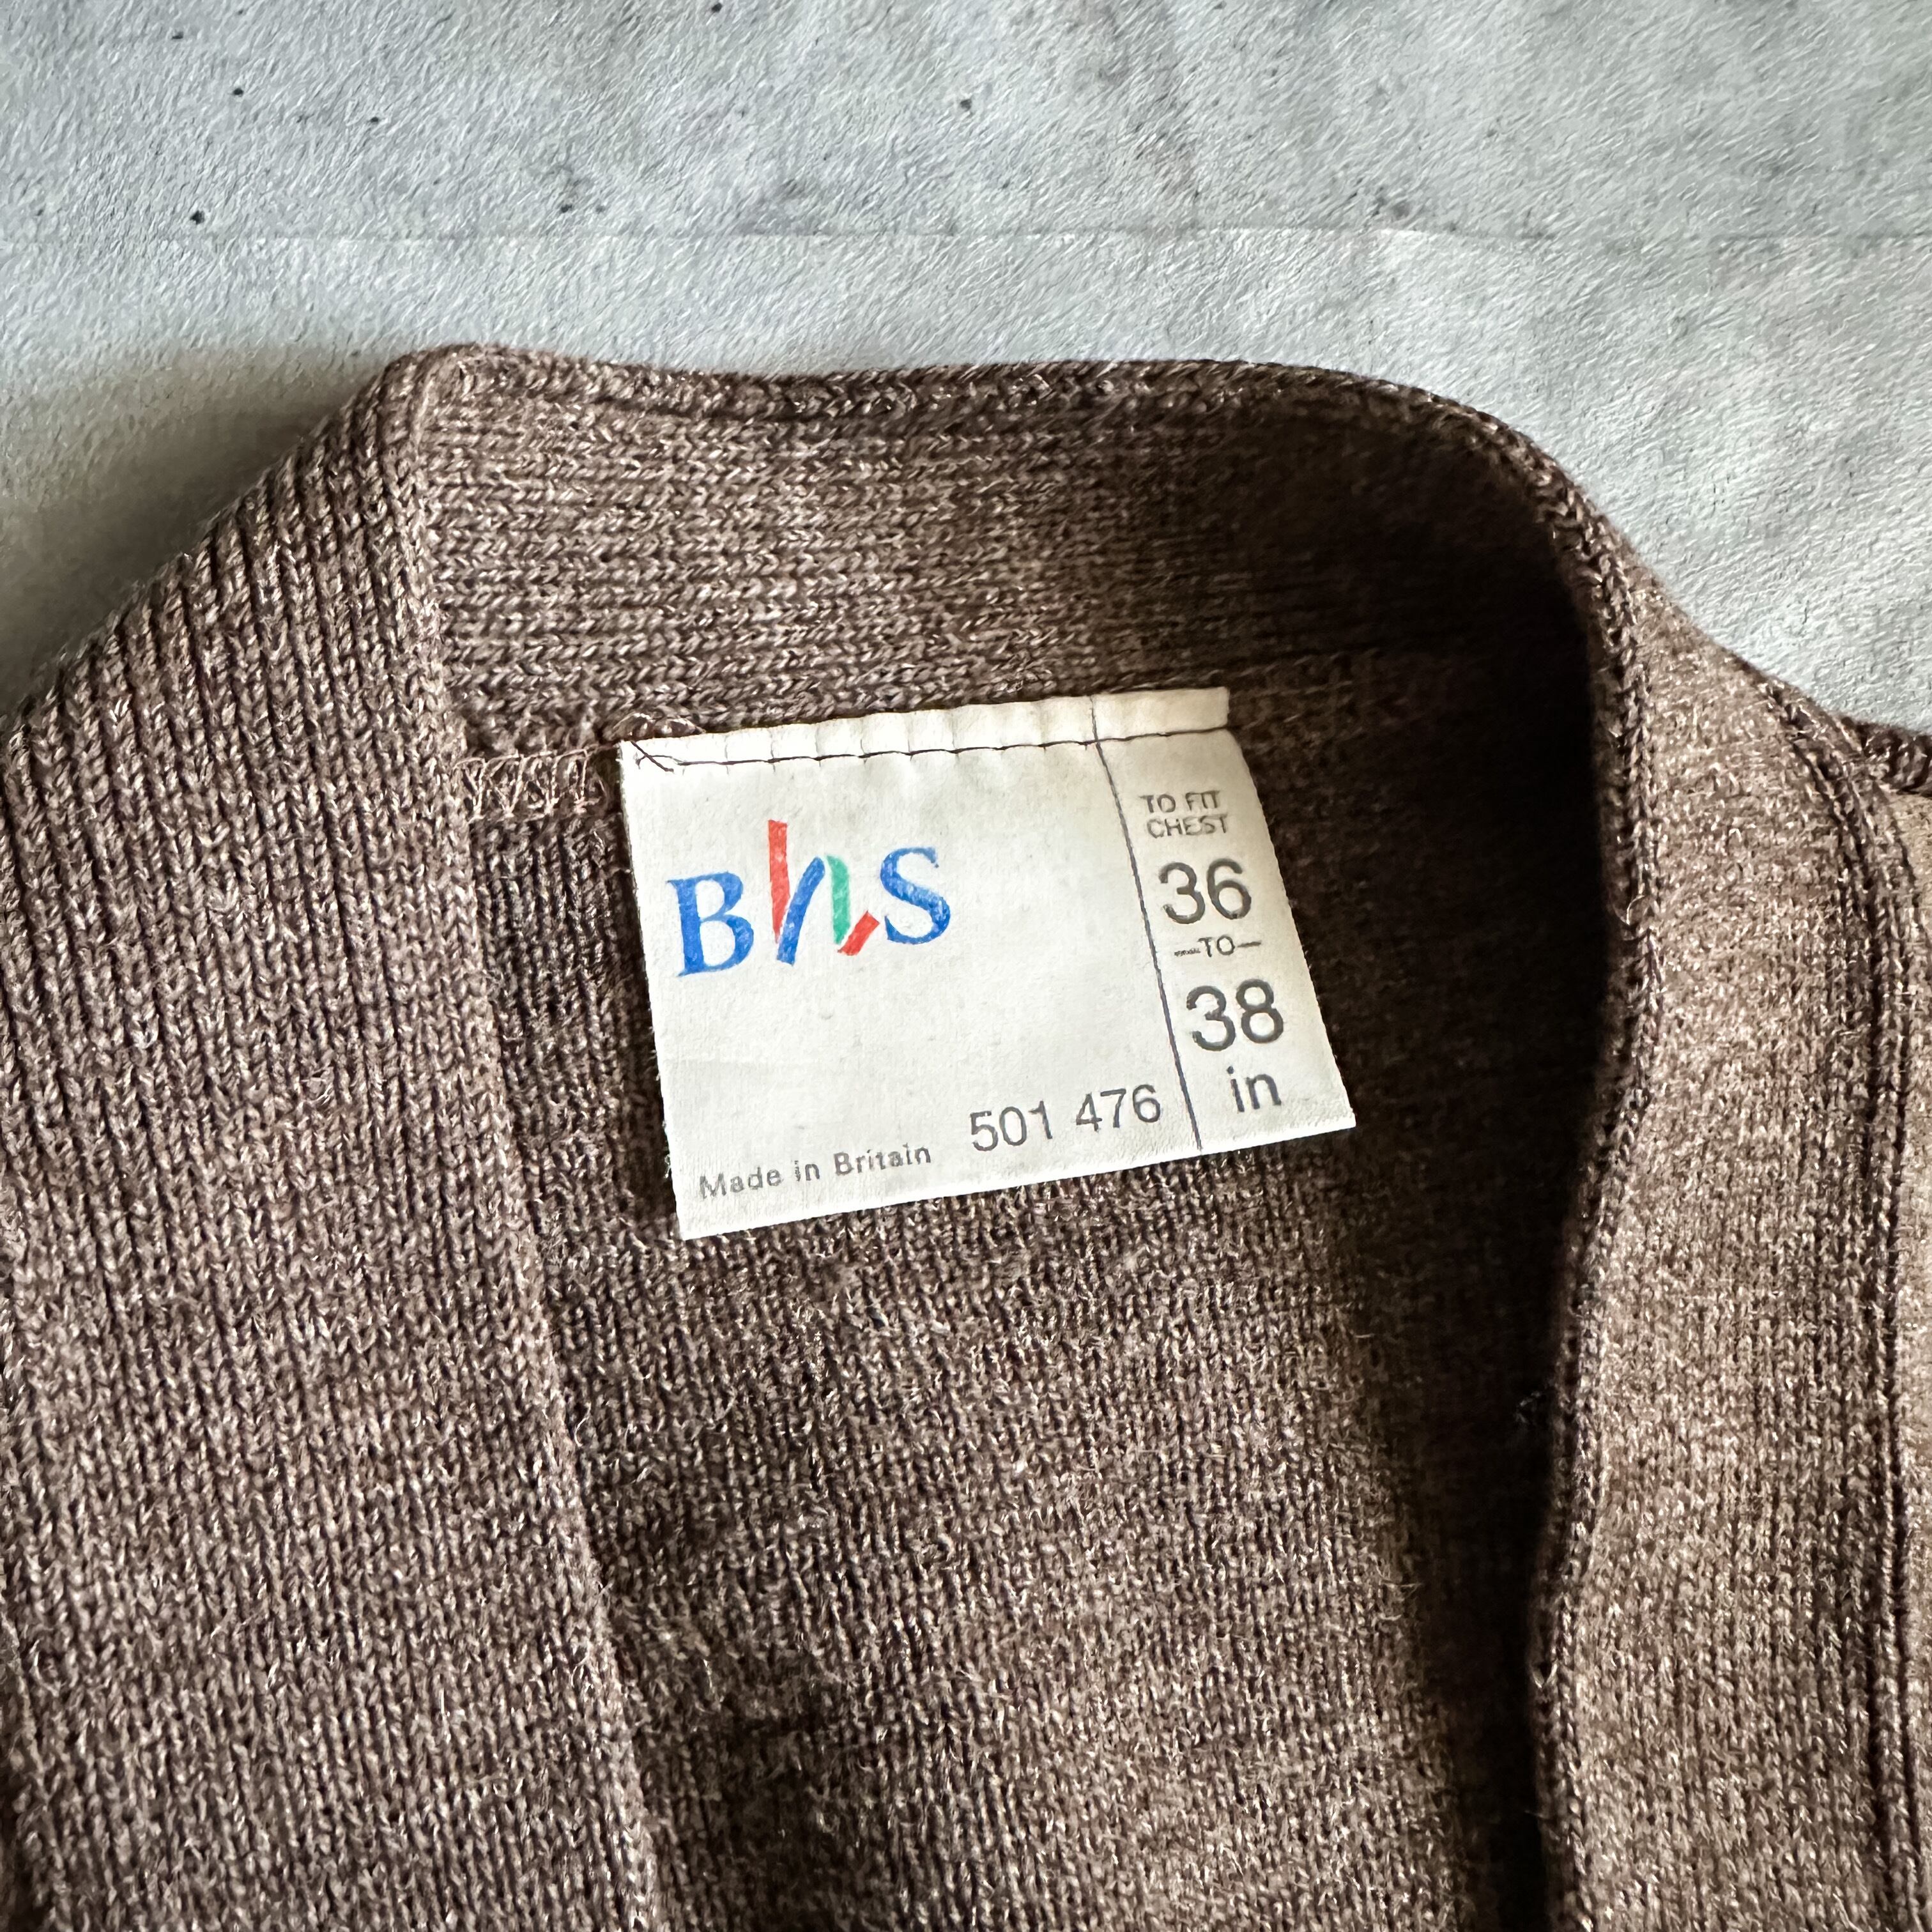 BhS
TO FIT
CHEST
36
—TO—
38
in
501 476
Made in Britain